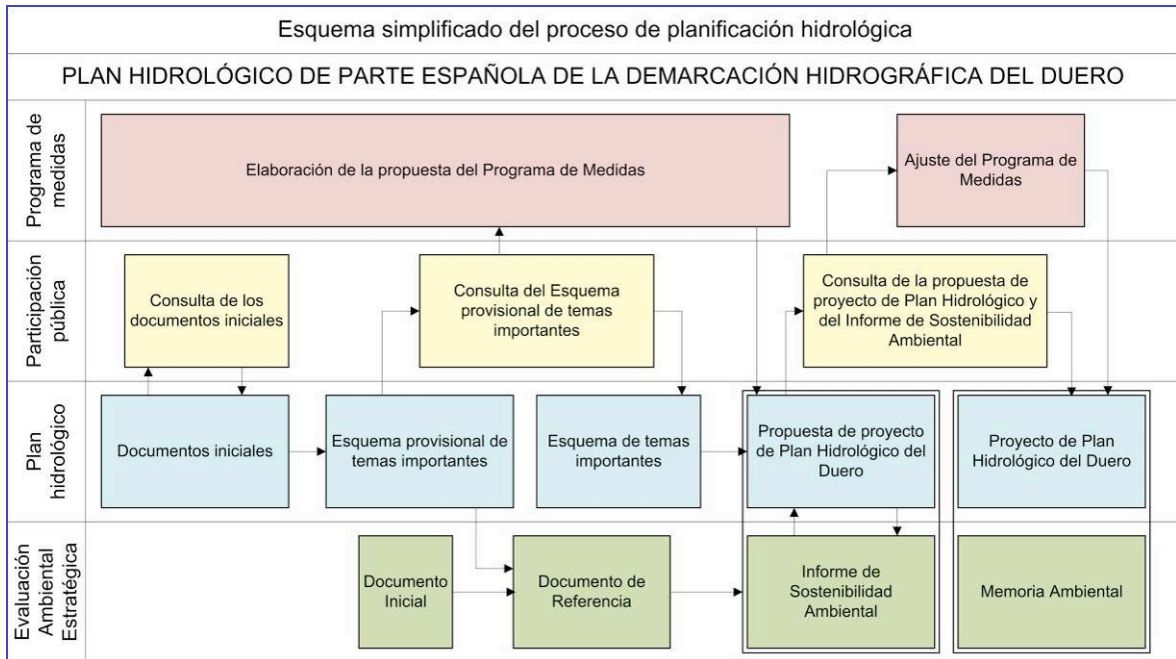 Esquema simplificado del proceso de planificación hidrológica
PLAN HIDROLÓGICO DE PARTE ESPAÑOLA DE LA DEMARCACIÓN HIDROGRÁFICA DEL DUERO
Programa de
medidas
Elaboración de la propuesta del Programa de Medidas
Ajuste del Programa de
Medidas
Participación
pública
Consulta de los
documentos iniciales
Consulta del Esquema
provisional de temas
importantes
Consulta de la propuesta de
proyecto de Plan Hidrológico y
del Informe de Sostenibilidad
Ambiental
Plan
hidrológico
Documentos iniciales
Esquema provisional de
temas importantes
Esquema de temas
importantes
Propuesta de proyecto
de Plan Hidrológico del
Duero
Proyecto de Plan
Hidrológico del Duero
Evaluación
Ambiental
Estratégica
Documento
Inicial
Documento de
Referencia
Informe de
Sostenibilidad
Ambiental
Memoria Ambiental